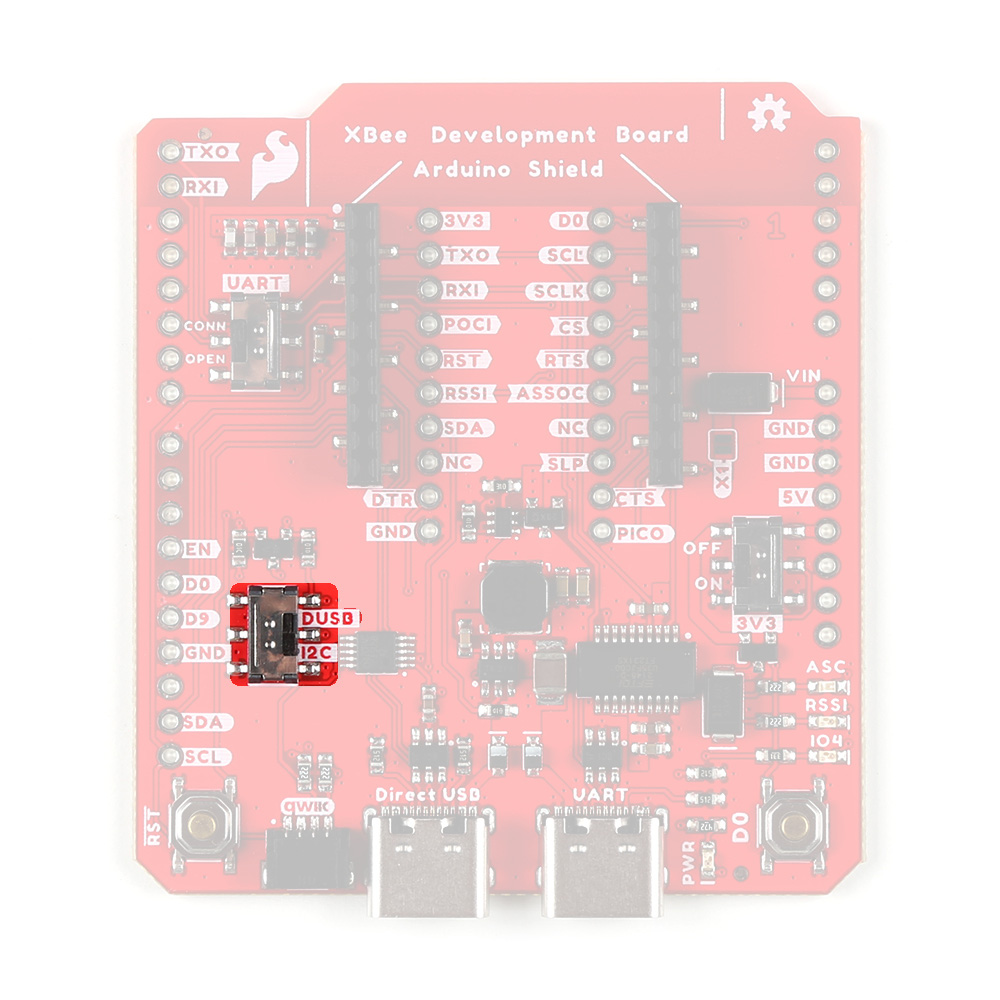 XBee Development Board
Arduino Shield
TXO
RXI
3V3
D0
1
TXO
SCL
UART
RXI
SCLK
CONN
POCI
CS
OPEN
RST
RTS
RSSI
ASSOC
VIN
SDA
NC
GND
NC
SLP
GND
X1
DTR
CTS
5V
GND
PICO
EN
OFF
D0
ON
D9
DUSB
3V3
GND
I2C
ASC
RSSI
SDA
IO4
SCL
Direct USB
UART
qwiic
RST
D0
PWR